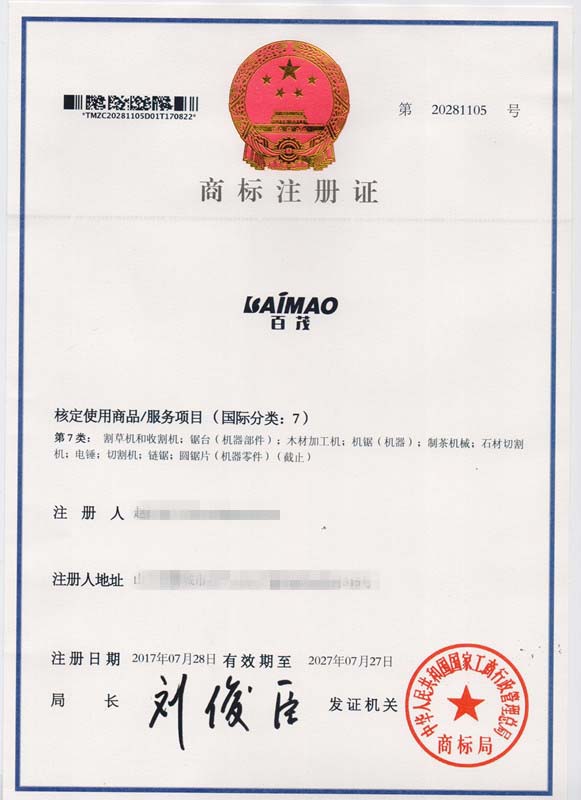 *TMZC20281105D01T170822*
第 20281105 号
商标注册证
BAIMAO
百茂
核定使用商品/服务项目（国际分类：7）
第7类：割草机和收割机；锯台（机器部件）；木材加工机；机锯（机器）；制茶机械；石材切割
机；电锤；切割机；链锯；圆锯片（机器零件）（截止）
注册人
注册人地址
注册日期 2017年07月28日 有效期至 2027年07月27日
局长 刘俊臣 发证机关
中华人民共和国国家工商行政管理总局
商标局